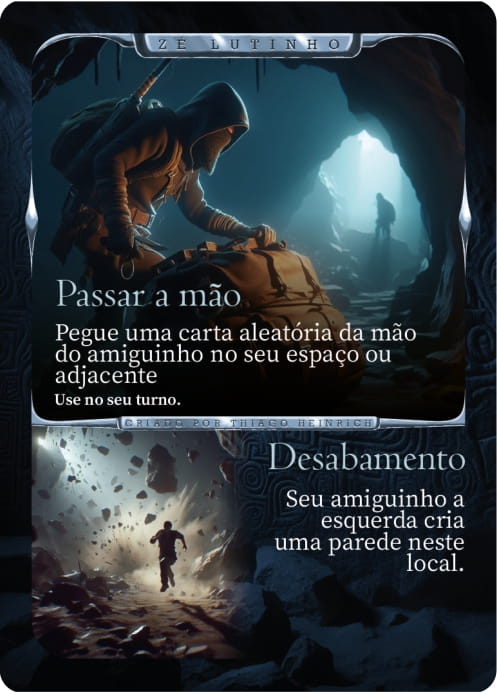 ZÉ LUTINHO
Passar a mão
Pegue uma carta aleatória da mão
do amiguinho no seu espaço ou
adjacente
Use no seu turno.
CRIADO POR THIAGO HEINRICH
Desabamento
Seu amiguinho a
esquerda cria
uma parede neste
local.